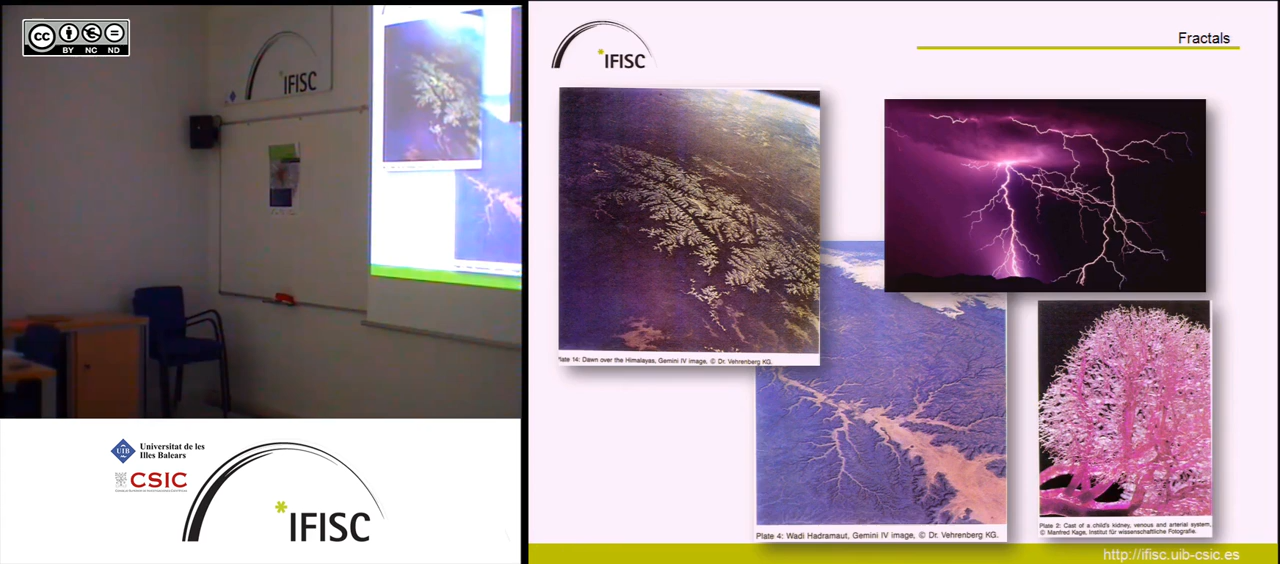 cc
BY NC ND
IFISC
Universitat de les
Illes Balears
UIB
CSIC
*IFISC
*IFISC
Fractals
Plate 14: Dawn over the Himalayas, Gemini IV image, © Dr. Vehrenberg KG.
Plate 4: Wadi Hadramaut, Gemini IV image, © Dr. Vehrenberg KG.
Plate 2: Cast of a child's kidney, venous and arterial system,
© Manfred Kage, Institut für wissenschaftliche Fotografie.
http://ifisc.uib-csic.es